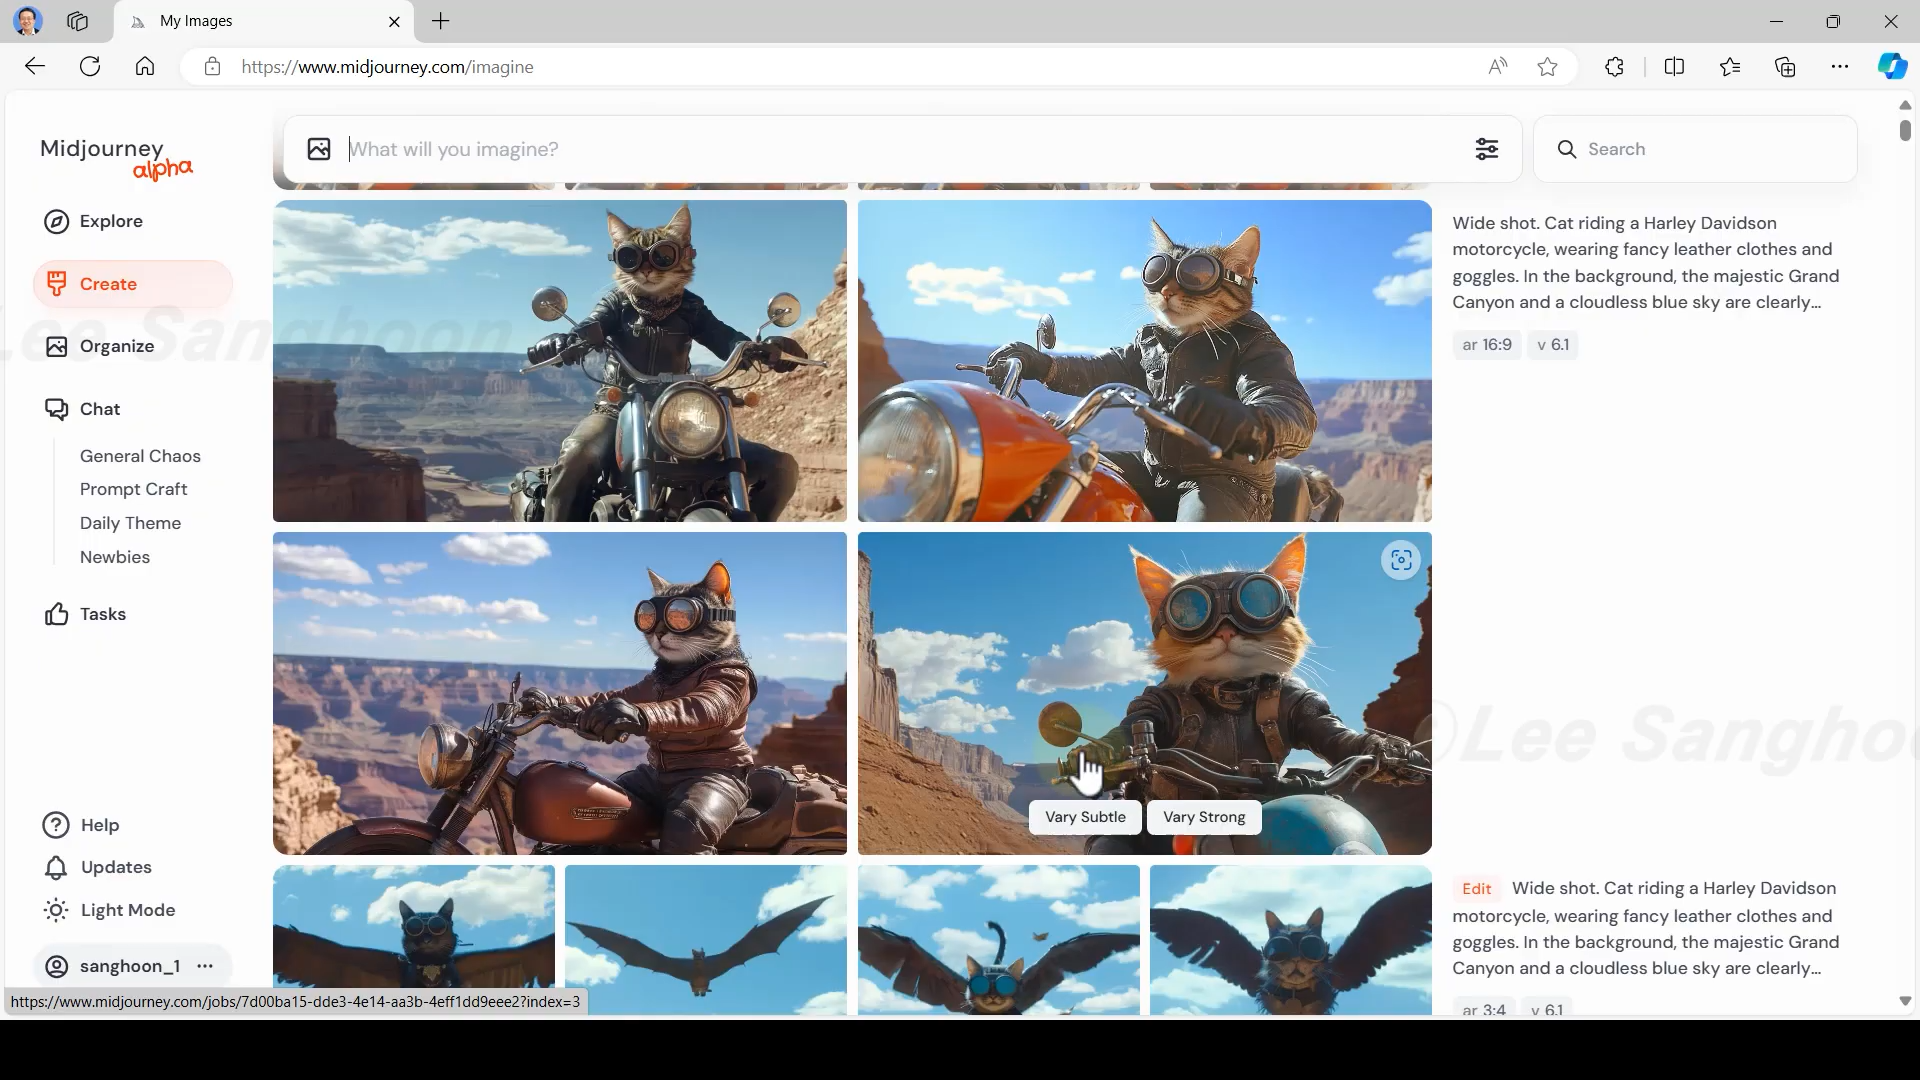 My Images
https://www.midjourney.com/imagine
Midjourney
alpha
What will you imagine?
Search
Explore
Create
Organize
Chat
General Chaos
Prompt Craft
Daily Theme
Newbies
Tasks
Help
Updates
Light Mode
sanghoon_1
Wide shot. Cat riding a Harley Davidson
motorcycle, wearing fancy leather clothes and
goggles. In the background, the majestic Grand
Canyon and a cloudless blue sky are clearly...
ar 16:9 v 6.1
Vary Subtle Vary Strong
Edit Wide shot. Cat riding a Harley Davidson
motorcycle, wearing fancy leather clothes and
goggles. In the background, the majestic Grand
Canyon and a cloudless blue sky are clearly...
ar 3:4 v 6.1
https://www.midjourney.com/jobs/7d00ba15-dde3-4e14-aa3b-4eff1dd9eee2?index=3
Lee Sanghoon
©Lee Sanghoo